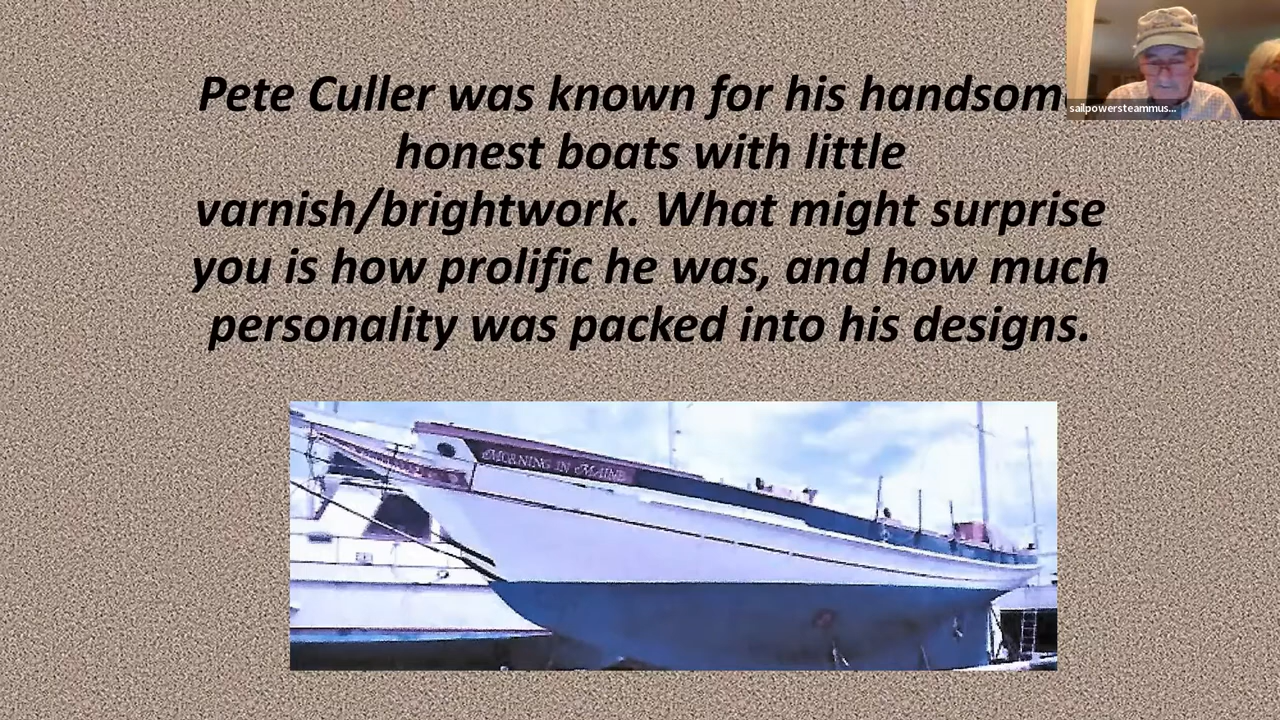 Pete Culler was known for his handsom
honest boats with little
varnish/brightwork. What might surprise
you is how prolific he was, and how much
personality was packed into his designs.
sailpowersteammus...
MORNING IN MAINE